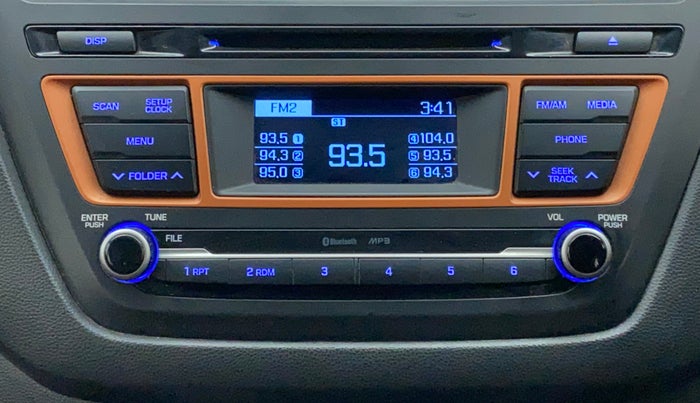 DISP
SCAN SETUP CLOCK
FM2 3:41
FM/AM MEDIA
ST
MENU
93.5 1 4 104.0
94.3 2 93.5 5 93.5
95.0 3 6 94.3
PHONE
FOLDER
SEEK TRACK
ENTER PUSH TUNE
VOL POWER PUSH
FILE
Bluetooth MP3
1 RPT 2 RDM 3 4 5 6